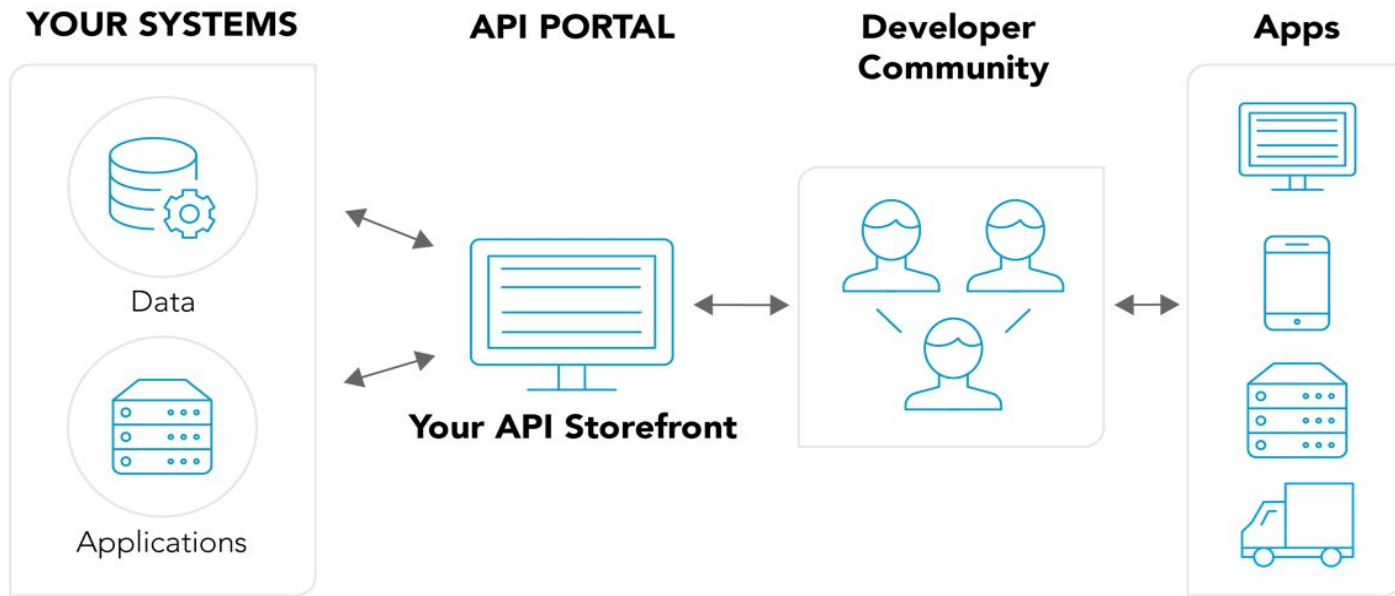 YOUR SYSTEMS
API PORTAL
Developer
Community
Apps
Data
Applications
Your API Storefront